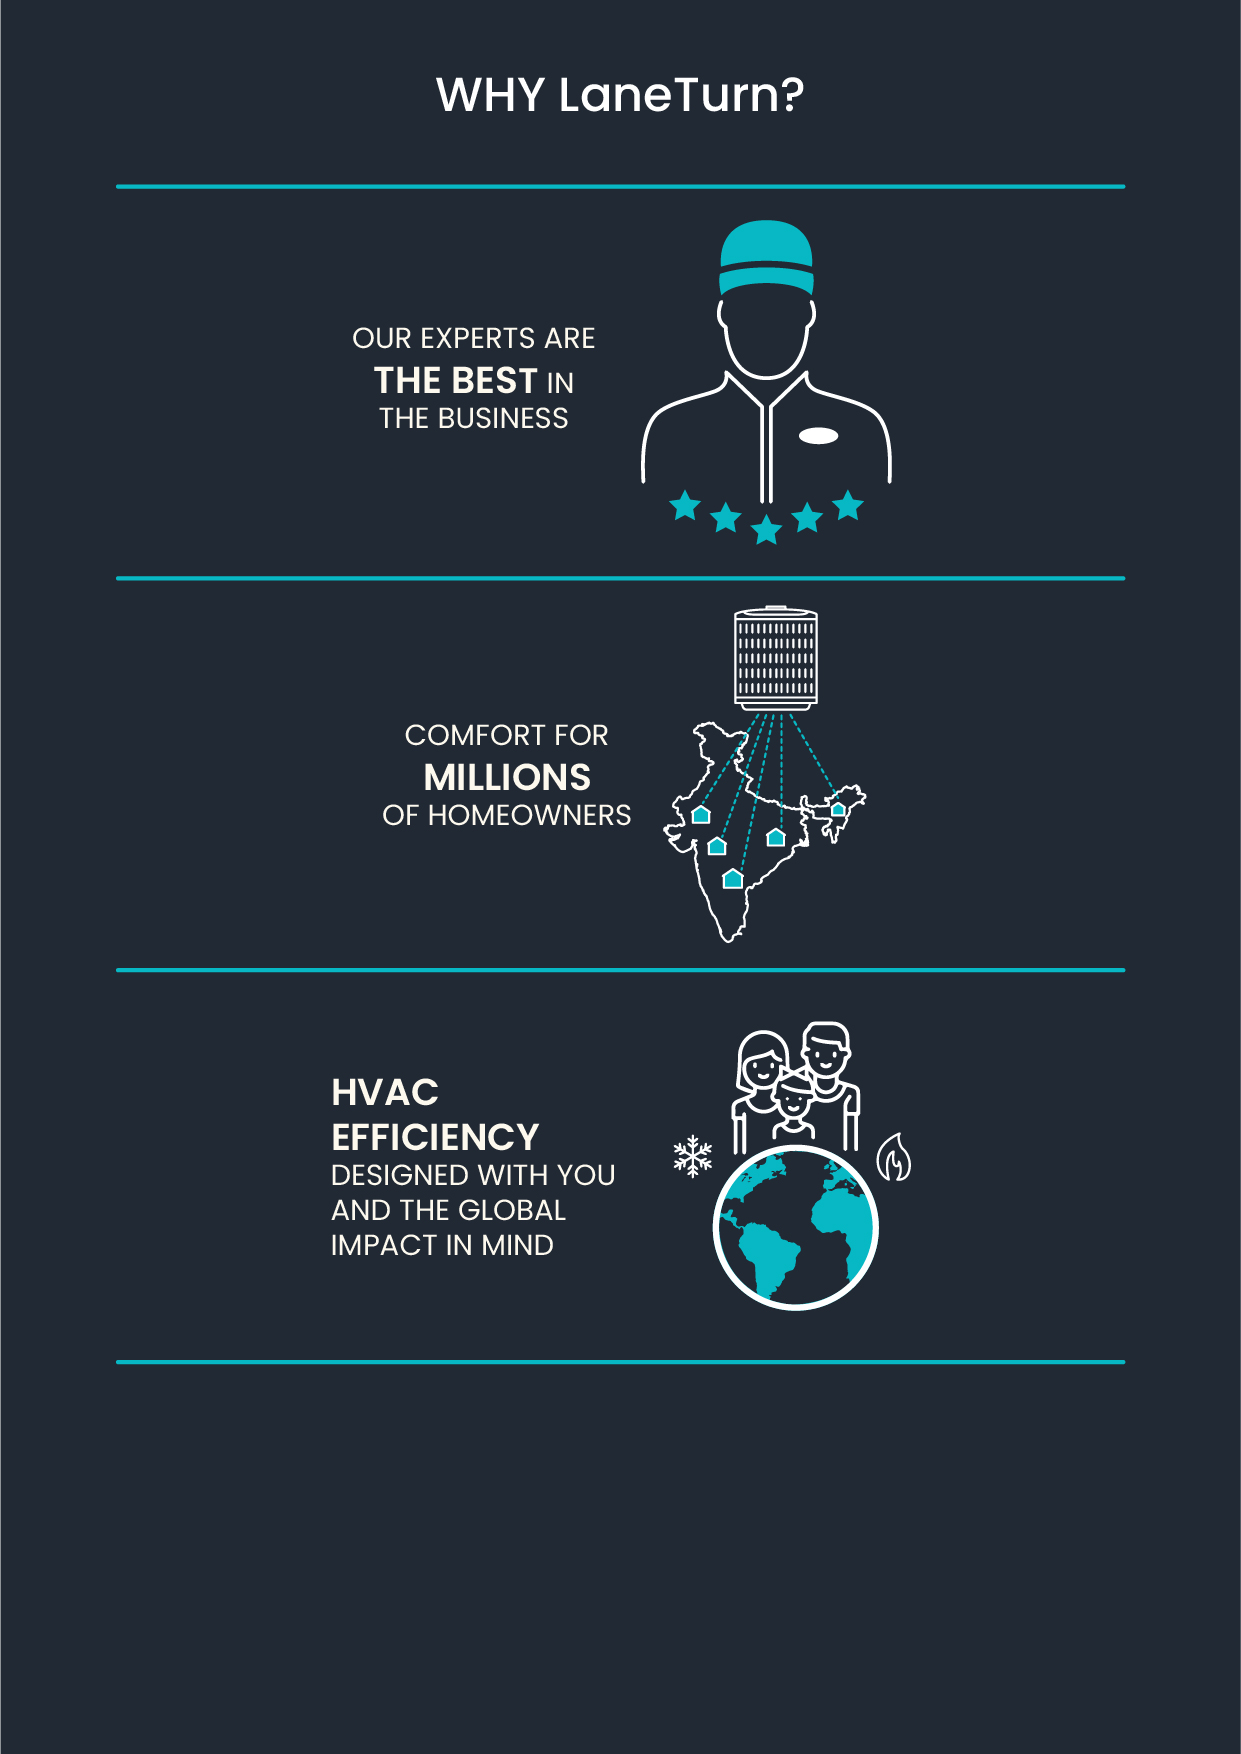 WHY LaneTurn?
OUR EXPERTS ARE
THE BEST IN
THE BUSINESS
COMFORT FOR
MILLIONS
OF HOMEOWNERS
HVAC
EFFICIENCY
DESIGNED WITH YOU
AND THE GLOBAL
IMPACT IN MIND